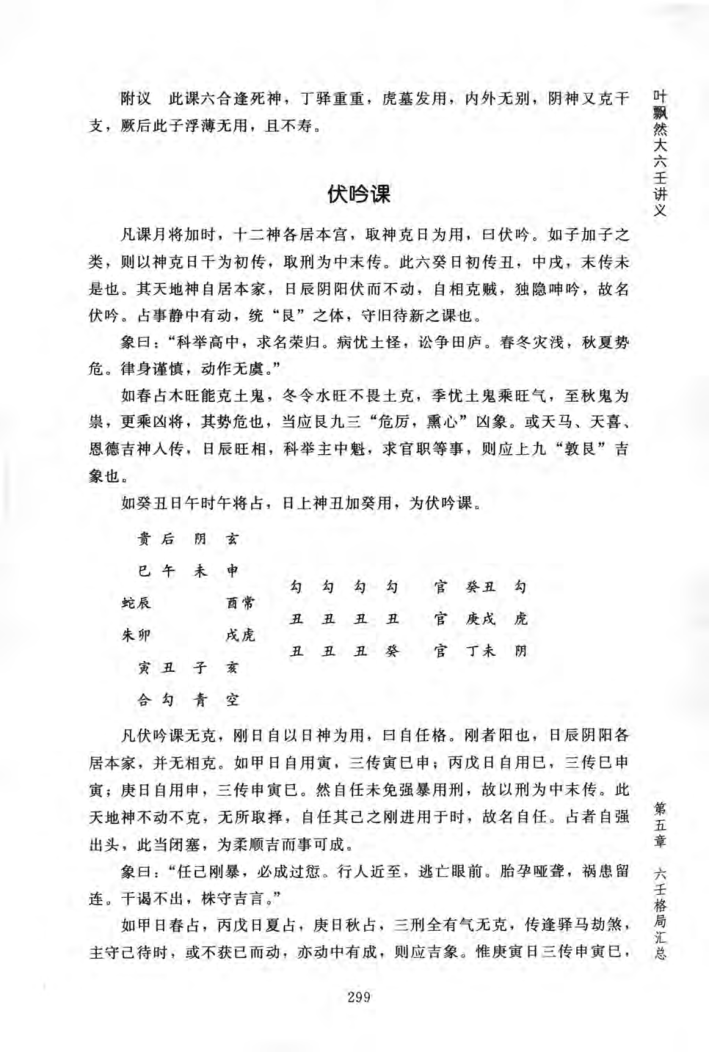 附议 此课六合逢死神，丁驿重重，虎墓发用，内外无别，阴神又克干
支，厥后此子浮薄无用，且不寿。
伏吟课
凡课月将加时，十二神各居本宫，取神克日为用，曰伏吟。如子加子之
类，则以神克日干为初传，取刑为中末传。此六癸日初传丑，中戌，末传未
是也。其天地神自居本家，日辰阴阳伏而不动，自相克贼，独隐呻吟，故名
伏吟。占事静中有动，统“艮”之体，守旧待新之课也。
象曰：“科举高中，求名荣归。病忧土怪，讼争田庐。春冬灾浅，秋夏势
危。律身谨慎，动作无虞。”
如春占木旺能克土鬼，冬令水旺不畏土克，季忧土鬼乘旺气，至秋鬼为
祟，更乘凶将，其势危也，当应艮九三“危厉，熏心”凶象。或天马、天喜、
恩德吉神人传，日辰旺相，科举主中魁，求官职等事，则应上九“敦艮”吉
象也。
如癸丑日午时午将占，日上神丑加癸用，为伏吟课。
贵 后 阴 玄
巳 午 未 申
蛇辰 酉常
朱卯 戌虎
寅 丑 子 亥
合 勾 青 空
勾 勾 勾 勾
丑 丑 丑 丑
丑 丑 丑 癸
官 癸丑 勾
官 庚戌 虎
官 丁未 阴
凡伏吟课无克，刚日自以日神为用，曰自任格。刚者阳也，日辰阴阳各
居本家，并无相克。如甲日自用寅，三传寅巳申；丙戊日自用巳，三传巳申
寅；庚日自用申，三传申寅巳。然自任未免强暴用刑，故以刑为中末传。此
天地神不动不克，无所取择，自任其己之刚进用于时，故名自任。占者自强
出头，此当闭塞，为柔顺吉而事可成。
象曰：“任己刚暴，必成过愆。行人近至，逃亡眼前。胎孕哑聋，祸患留
连。干谒不出，株守吉言。”
如甲日春占，丙戊日夏占，庚日秋占，三刑全有气无克，传逢驿马劫煞，
主守己待时，或不获已而动，亦动中有成，则应吉象。惟庚寅日三传申寅巳，
叶飘然大六壬讲义
第五章 六壬格局汇总
299